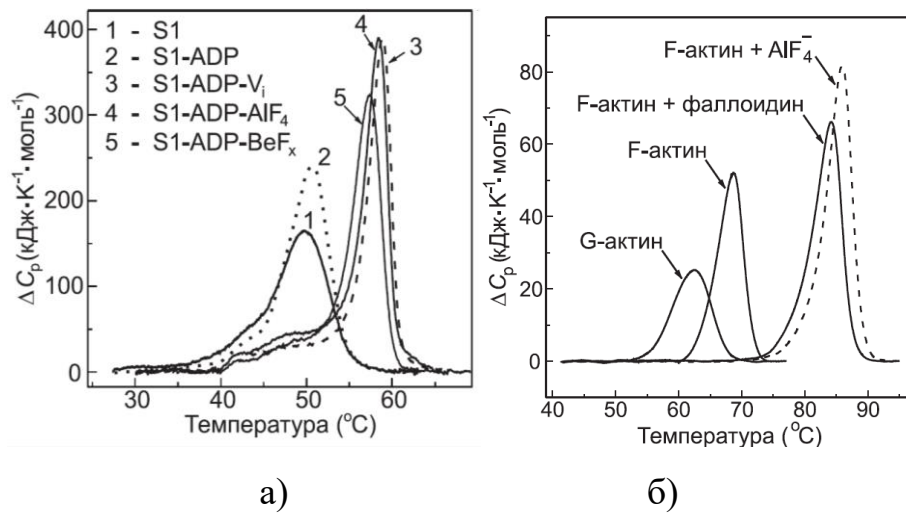 1 - S1
2 - S1-ADP
3 - S1-ADP-Vi
4 - S1-ADP-AlF4
5 - S1-ADP-BeFx
4
3
5
2
1
400
300
200
100
0
ΔCp (кДж·K⁻¹·моль⁻¹)
30 40 50 60
Температура (°C)
а)
F-актин + AlF4⁻
F-актин + фаллоидин
F-актин
G-актин
80
60
40
20
0
ΔCp (кДж·K⁻¹·моль⁻¹)
40 50 60 70 80 90
Температура (°C)
б)